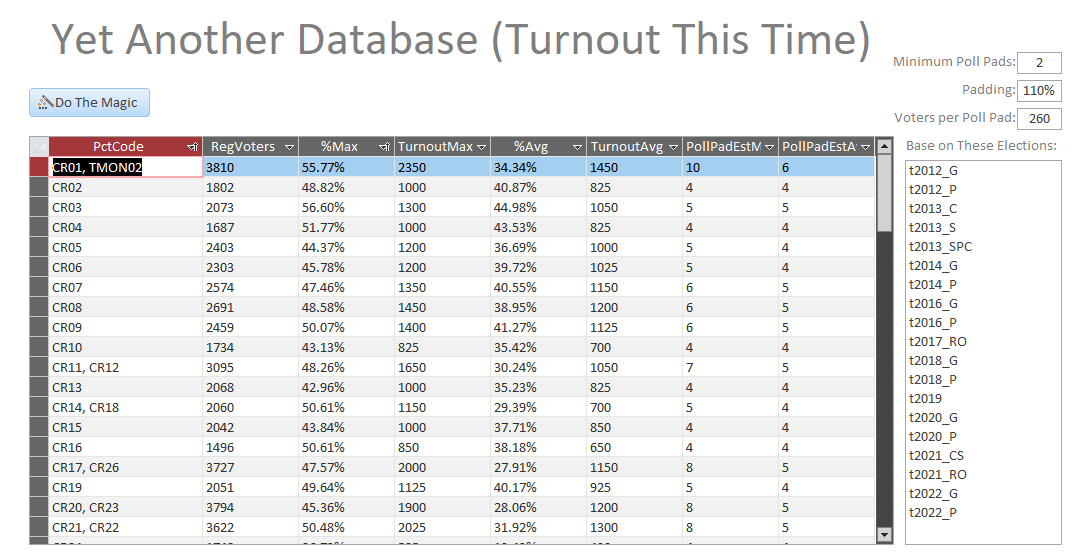 Yet Another Database (Turnout This Time)
Minimum Poll Pads: 2
Padding: 110%
Do The Magic
Voters per Poll Pad: 260
PctCode RegVoters %Max TurnoutMax %Avg TurnoutAvg PollPadEstM PollPadEstA
Base on These Elections:
CR01, TMON02 3810 55.77% 2350 34.34% 1450 10 6
CR02 1802 48.82% 1000 40.87% 825 4 4
CR03 2073 56.60% 1300 44.98% 1050 5 5
CR04 1687 51.77% 1000 43.53% 825 4 4
CR05 2403 44.37% 1200 36.69% 1000 5 4
CR06 2303 45.78% 1200 39.72% 1025 5 4
CR07 2574 47.46% 1350 40.55% 1150 6 5
CR08 2691 48.58% 1450 38.95% 1200 6 5
CR09 2459 50.07% 1400 41.27% 1125 6 5
CR10 1734 43.13% 825 35.42% 700 4 4
CR11, CR12 3095 48.26% 1650 30.24% 1050 7 5
CR13 2068 42.96% 1000 35.23% 825 4 4
CR14, CR18 2060 50.61% 1150 29.39% 700 5 4
CR15 2042 43.84% 1000 37.71% 850 4 4
CR16 1496 50.61% 850 38.18% 650 4 4
CR17, CR26 3727 47.57% 2000 27.91% 1150 8 5
CR19 2051 49.64% 1125 40.17% 925 5 4
CR20, CR23 3794 45.36% 1900 28.06% 1200 8 5
CR21, CR22 3622 50.48% 2025 31.92% 1300 8 5
t2012_G
t2012_P
t2013_C
t2013_S
t2013_SPC
t2014_G
t2014_P
t2016_G
t2016_P
t2017_RO
t2018_G
t2018_P
t2019
t2020_G
t2020_P
t2021_CS
t2021_RO
t2022_G
t2022_P